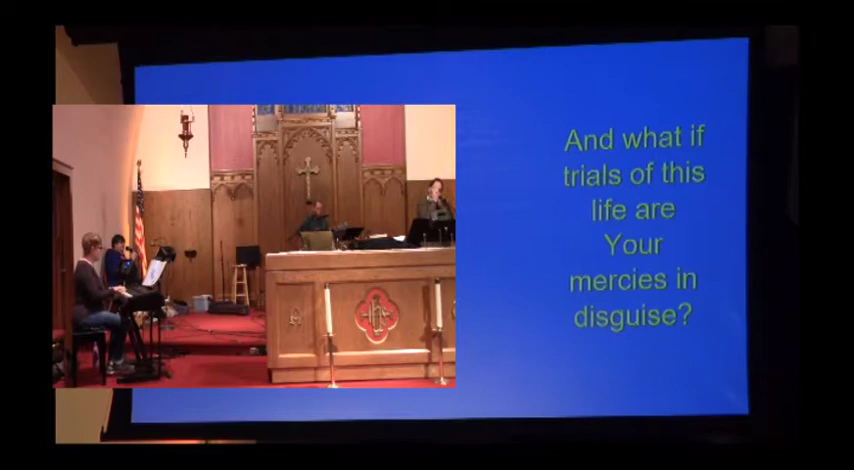 And what if
trials of this
life are
Your
mercies in
disguise?